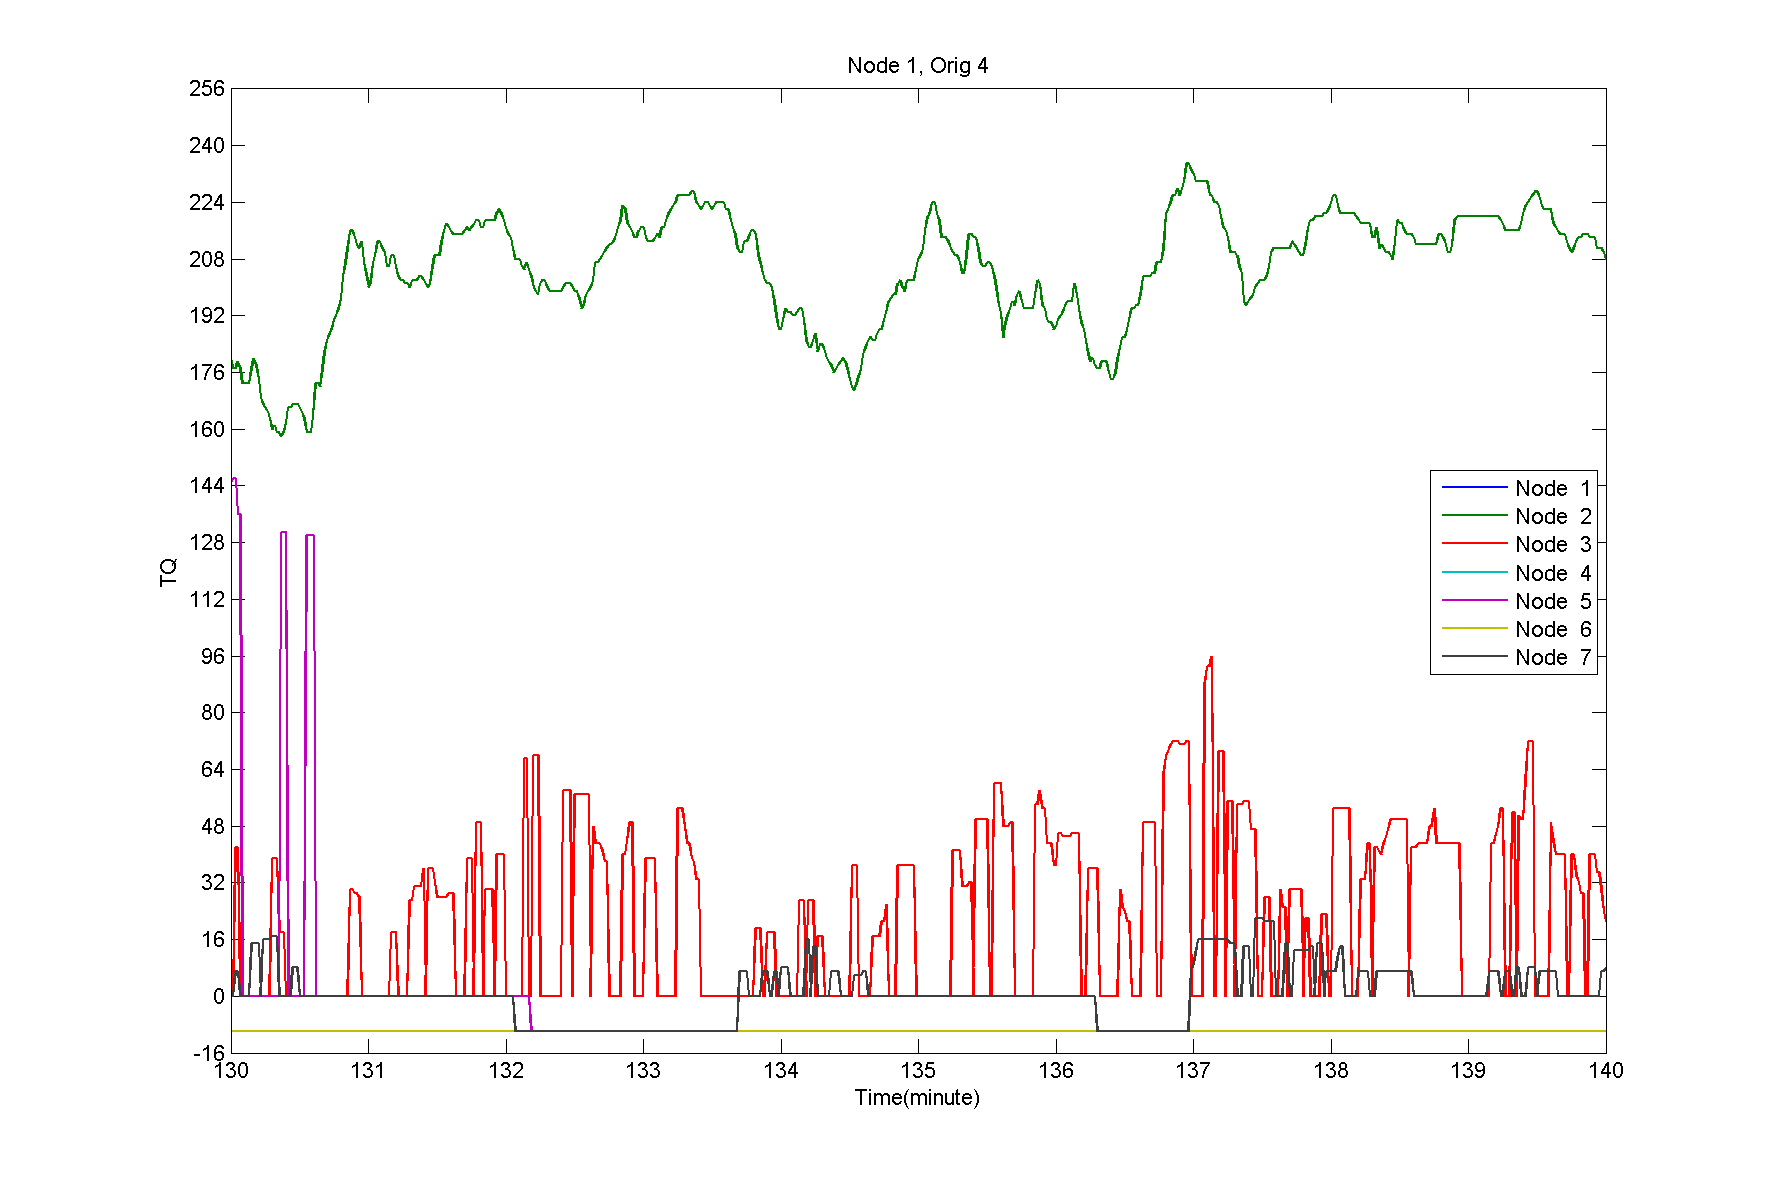 Node 1, Orig 4
256
240
224
208
192
176
160
144
128
112
96
80
64
48
32
16
0
-16
TQ
Node 1
Node 2
Node 3
Node 4
Node 5
Node 6
Node 7
130 131 132 133 134 135 136 137 138 139 140
Time(minute)